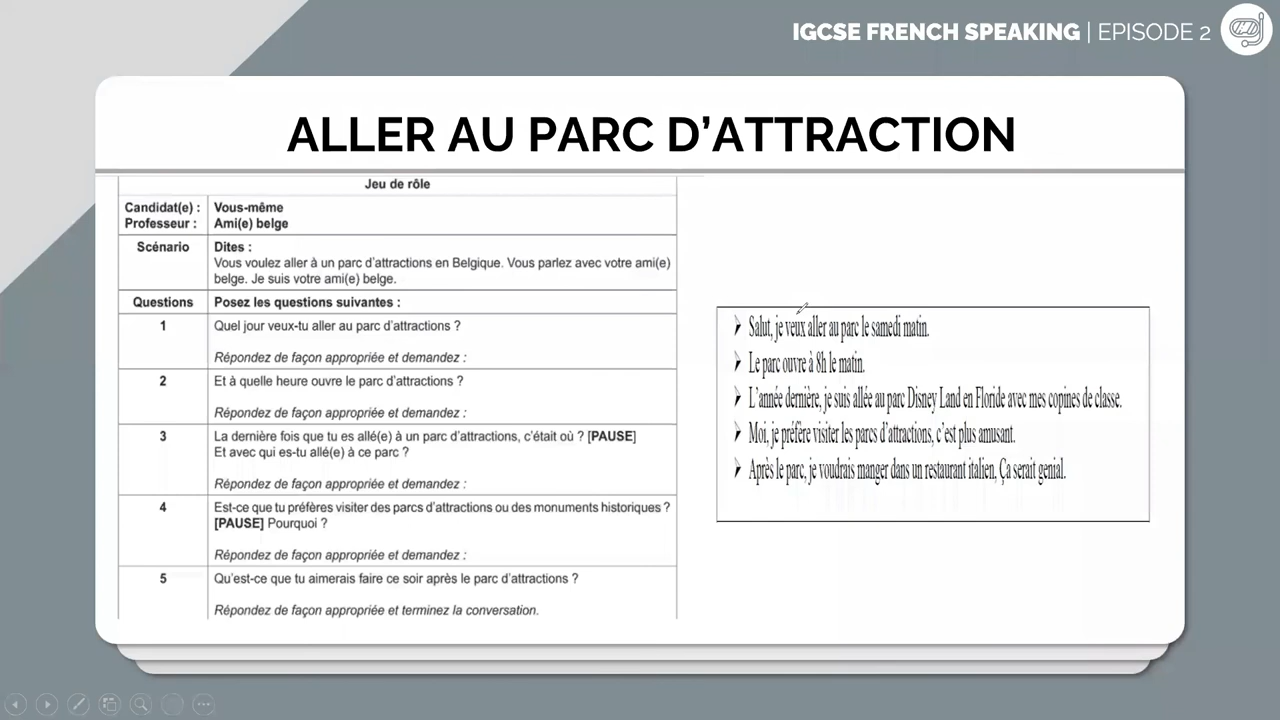 IGCSE FRENCH SPEAKING | EPISODE 2
ALLER AU PARC D’ATTRACTION
Jeu de rôle
Candidat(e) : Vous-même
Professeur : Ami(e) belge
Scénario Dites :
Vous voulez aller à un parc d’attractions en Belgique. Vous parlez avec votre ami(e)
belge. Je suis votre ami(e) belge.
Questions Posez les questions suivantes :
1 Quel jour veux-tu aller au parc d’attractions ?
Répondez de façon appropriée et demandez :
2 Et à quelle heure ouvre le parc d’attractions ?
Répondez de façon appropriée et demandez :
3 La dernière fois que tu es allé(e) à un parc d’attractions, c’était où ? [PAUSE]
Et avec qui es-tu allé(e) à ce parc ?
Répondez de façon appropriée et demandez :
4 Est-ce que tu préfères visiter des parcs d’attractions ou des monuments historiques ?
[PAUSE] Pourquoi ?
Répondez de façon appropriée et demandez :
5 Qu’est-ce que tu aimerais faire ce soir après le parc d’attractions ?
Répondez de façon appropriée et terminez la conversation.
Salut, je veux aller au parc le samedi matin.
Le parc ouvre à 8h le matin.
L’année dernière, je suis allée au parc Disney Land en Floride avec mes copines de classe.
Moi, je préfère visiter les parcs d’attractions, c’est plus amusant.
Après le parc, je voudrais manger dans un restaurant italien, Ça serait genial.